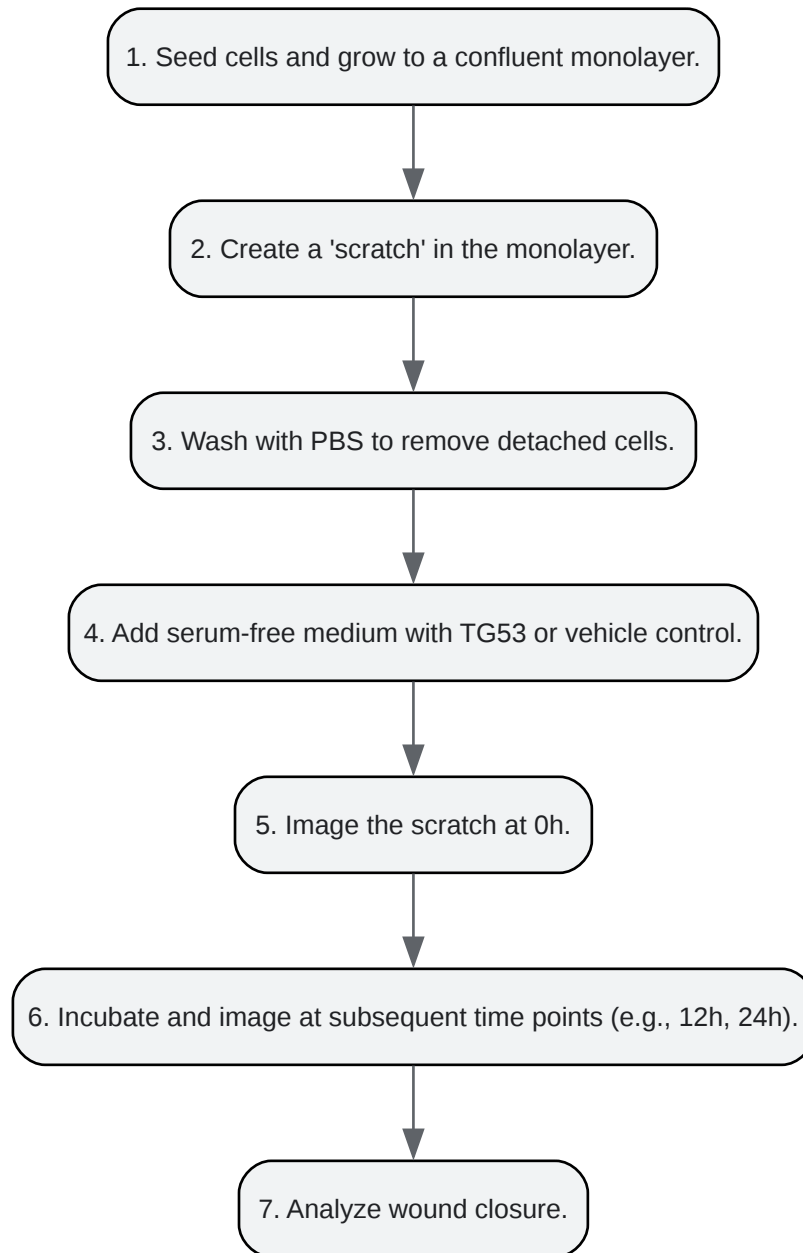 1. Seed cells and grow to a confluent monolayer.
2. Create a 'scratch' in the monolayer.
3. Wash with PBS to remove detached cells.
4. Add serum-free medium with TG53 or vehicle control.
5. Image the scratch at 0h.
6. Incubate and image at subsequent time points (e.g., 12h, 24h).
7. Analyze wound closure.